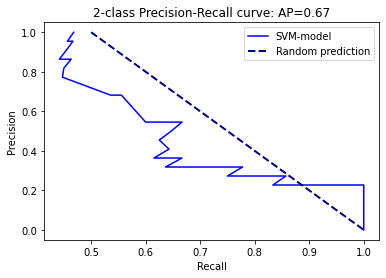 2-class Precision-Recall curve: AP=0.67
SVM-model
Random prediction
Precision
1.0
0.8
0.6
0.4
0.2
0.0
0.5 0.6 0.7 0.8 0.9 1.0
Recall